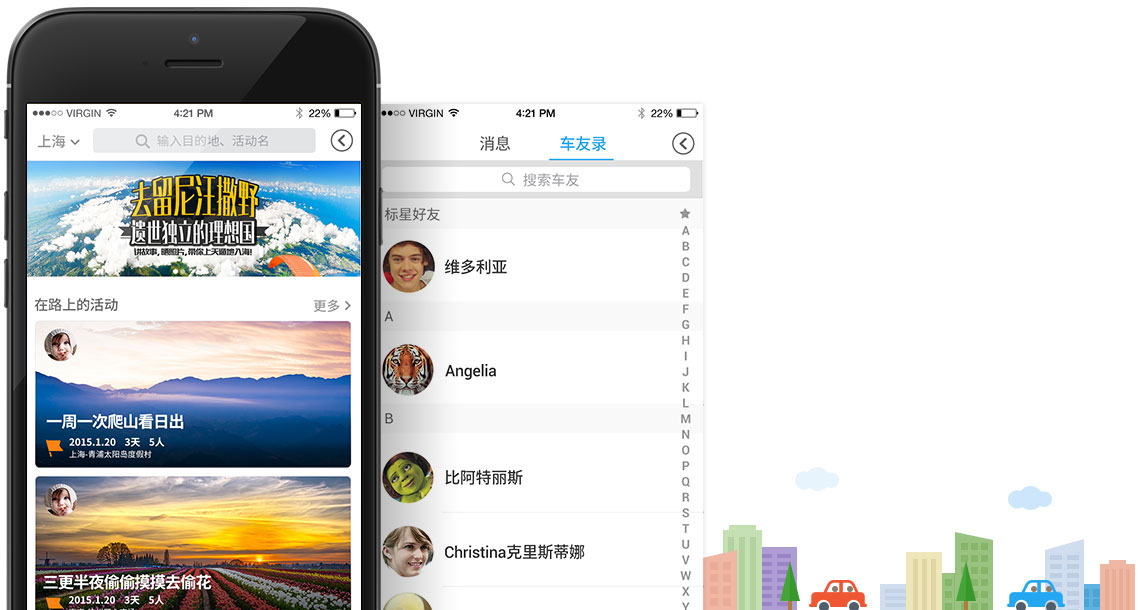 VIRGIN 4:21 PM 22%
上海 输入目的地、活动名
去留尼汪撒野
遗世独立的理想国
讲故事, 晒照片, 带你上天遁地入海!
在路上的活动 更多
一周一次爬山看日出
2015.1.20 3天 5人
上海-青浦太阳岛度假村
三更半夜偷偷摸摸去偷花
2015.1.20 3天 5人
VIRGIN 4:21 PM 22%
消息 车友录
搜索车友
标星好友
维多利亚
A
Angelia
B
比阿特丽斯
Christina克里斯蒂娜
A
B
C
D
E
F
G
H
I
J
K
L
M
N
O
P
Q
R
S
T
U
V
W
X
Y